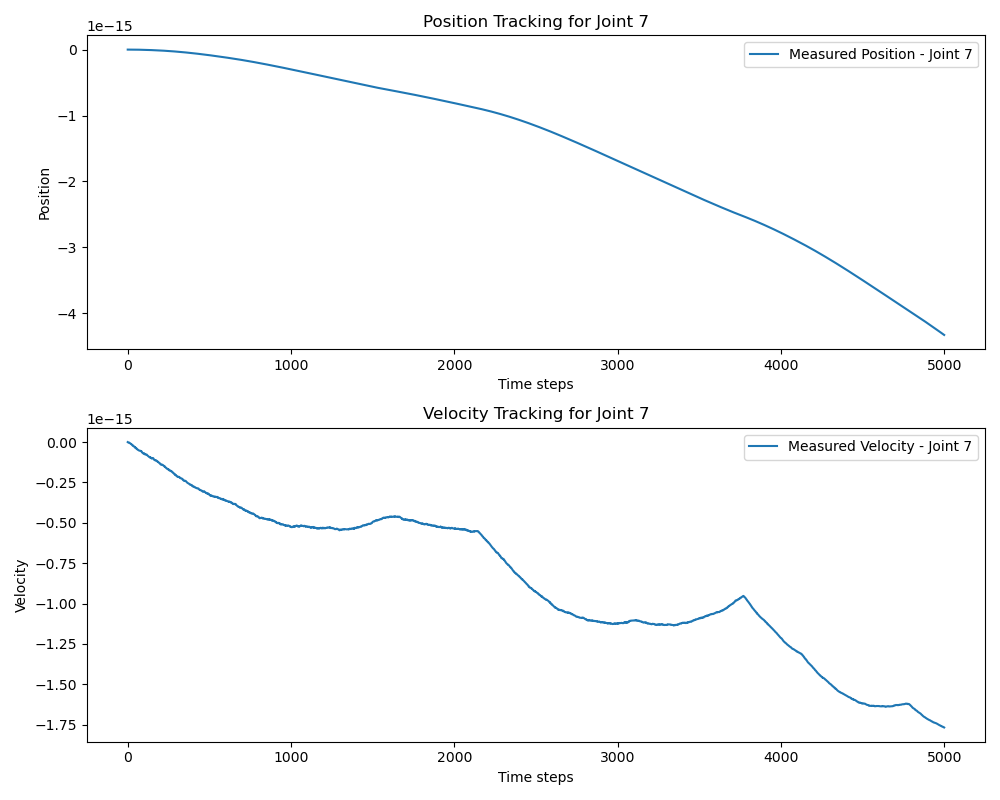 Position Tracking for Joint 7
1e−15
Measured Position - Joint 7
0
−1
−2
−3
−4
Position
0 1000 2000 3000 4000 5000
Time steps
Velocity Tracking for Joint 7
1e−15
Measured Velocity - Joint 7
0.00
−0.25
−0.50
−0.75
−1.00
−1.25
−1.50
−1.75
Velocity
0 1000 2000 3000 4000 5000
Time steps